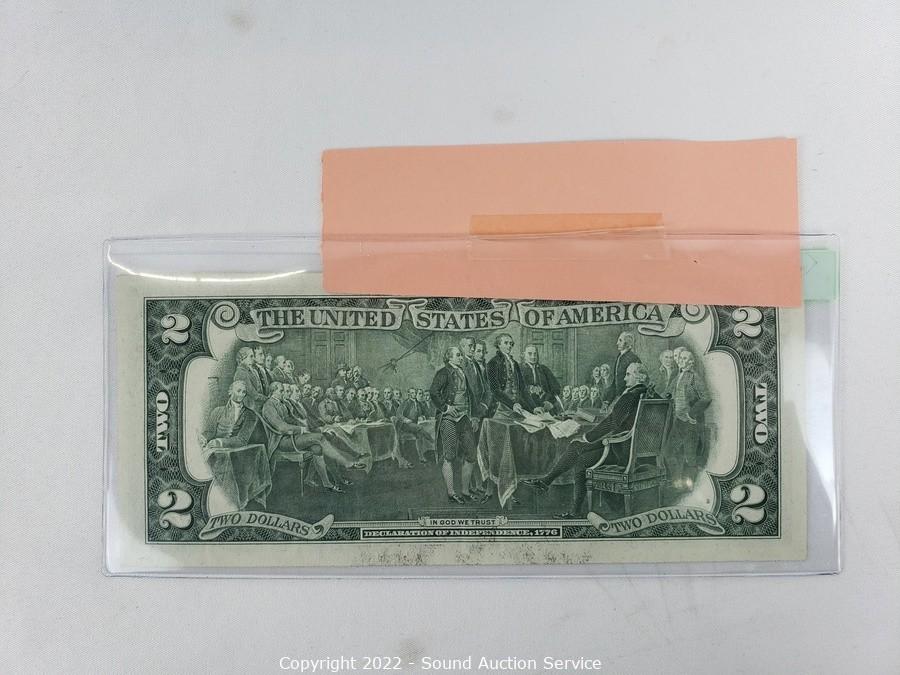 THE UNITED STATES OF AMERICA
2 2
TWO TWO
2 2
TWO DOLLARS IN GOD WE TRUST TWO DOLLARS
DECLARATION OF INDEPENDENCE, 1776
Copyright 2022 - Sound Auction Service